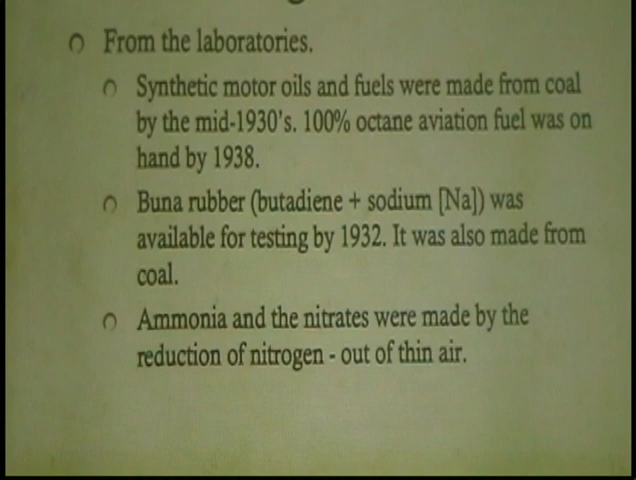 From the laboratories.
Synthetic motor oils and fuels were made from coal
by the mid-1930's. 100% octane aviation fuel was on
hand by 1938.
Buna rubber (butadiene + sodium [Na]) was
available for testing by 1932. It was also made from
coal.
Ammonia and the nitrates were made by the
reduction of nitrogen - out of thin air.